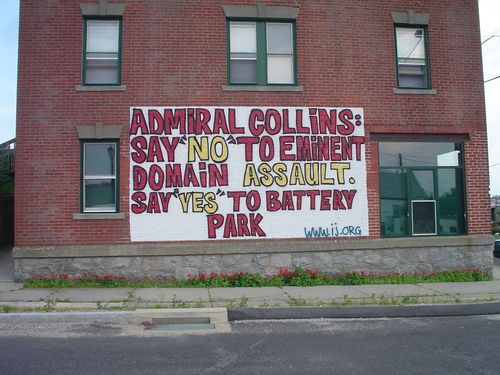 ADMiRAL COLLiNS:
SAY "NO" TO EMiNENT
DOMAiN ASSAULT.
SAY "YES" TO BATTERY
PARK
WWW.iJ.ORG